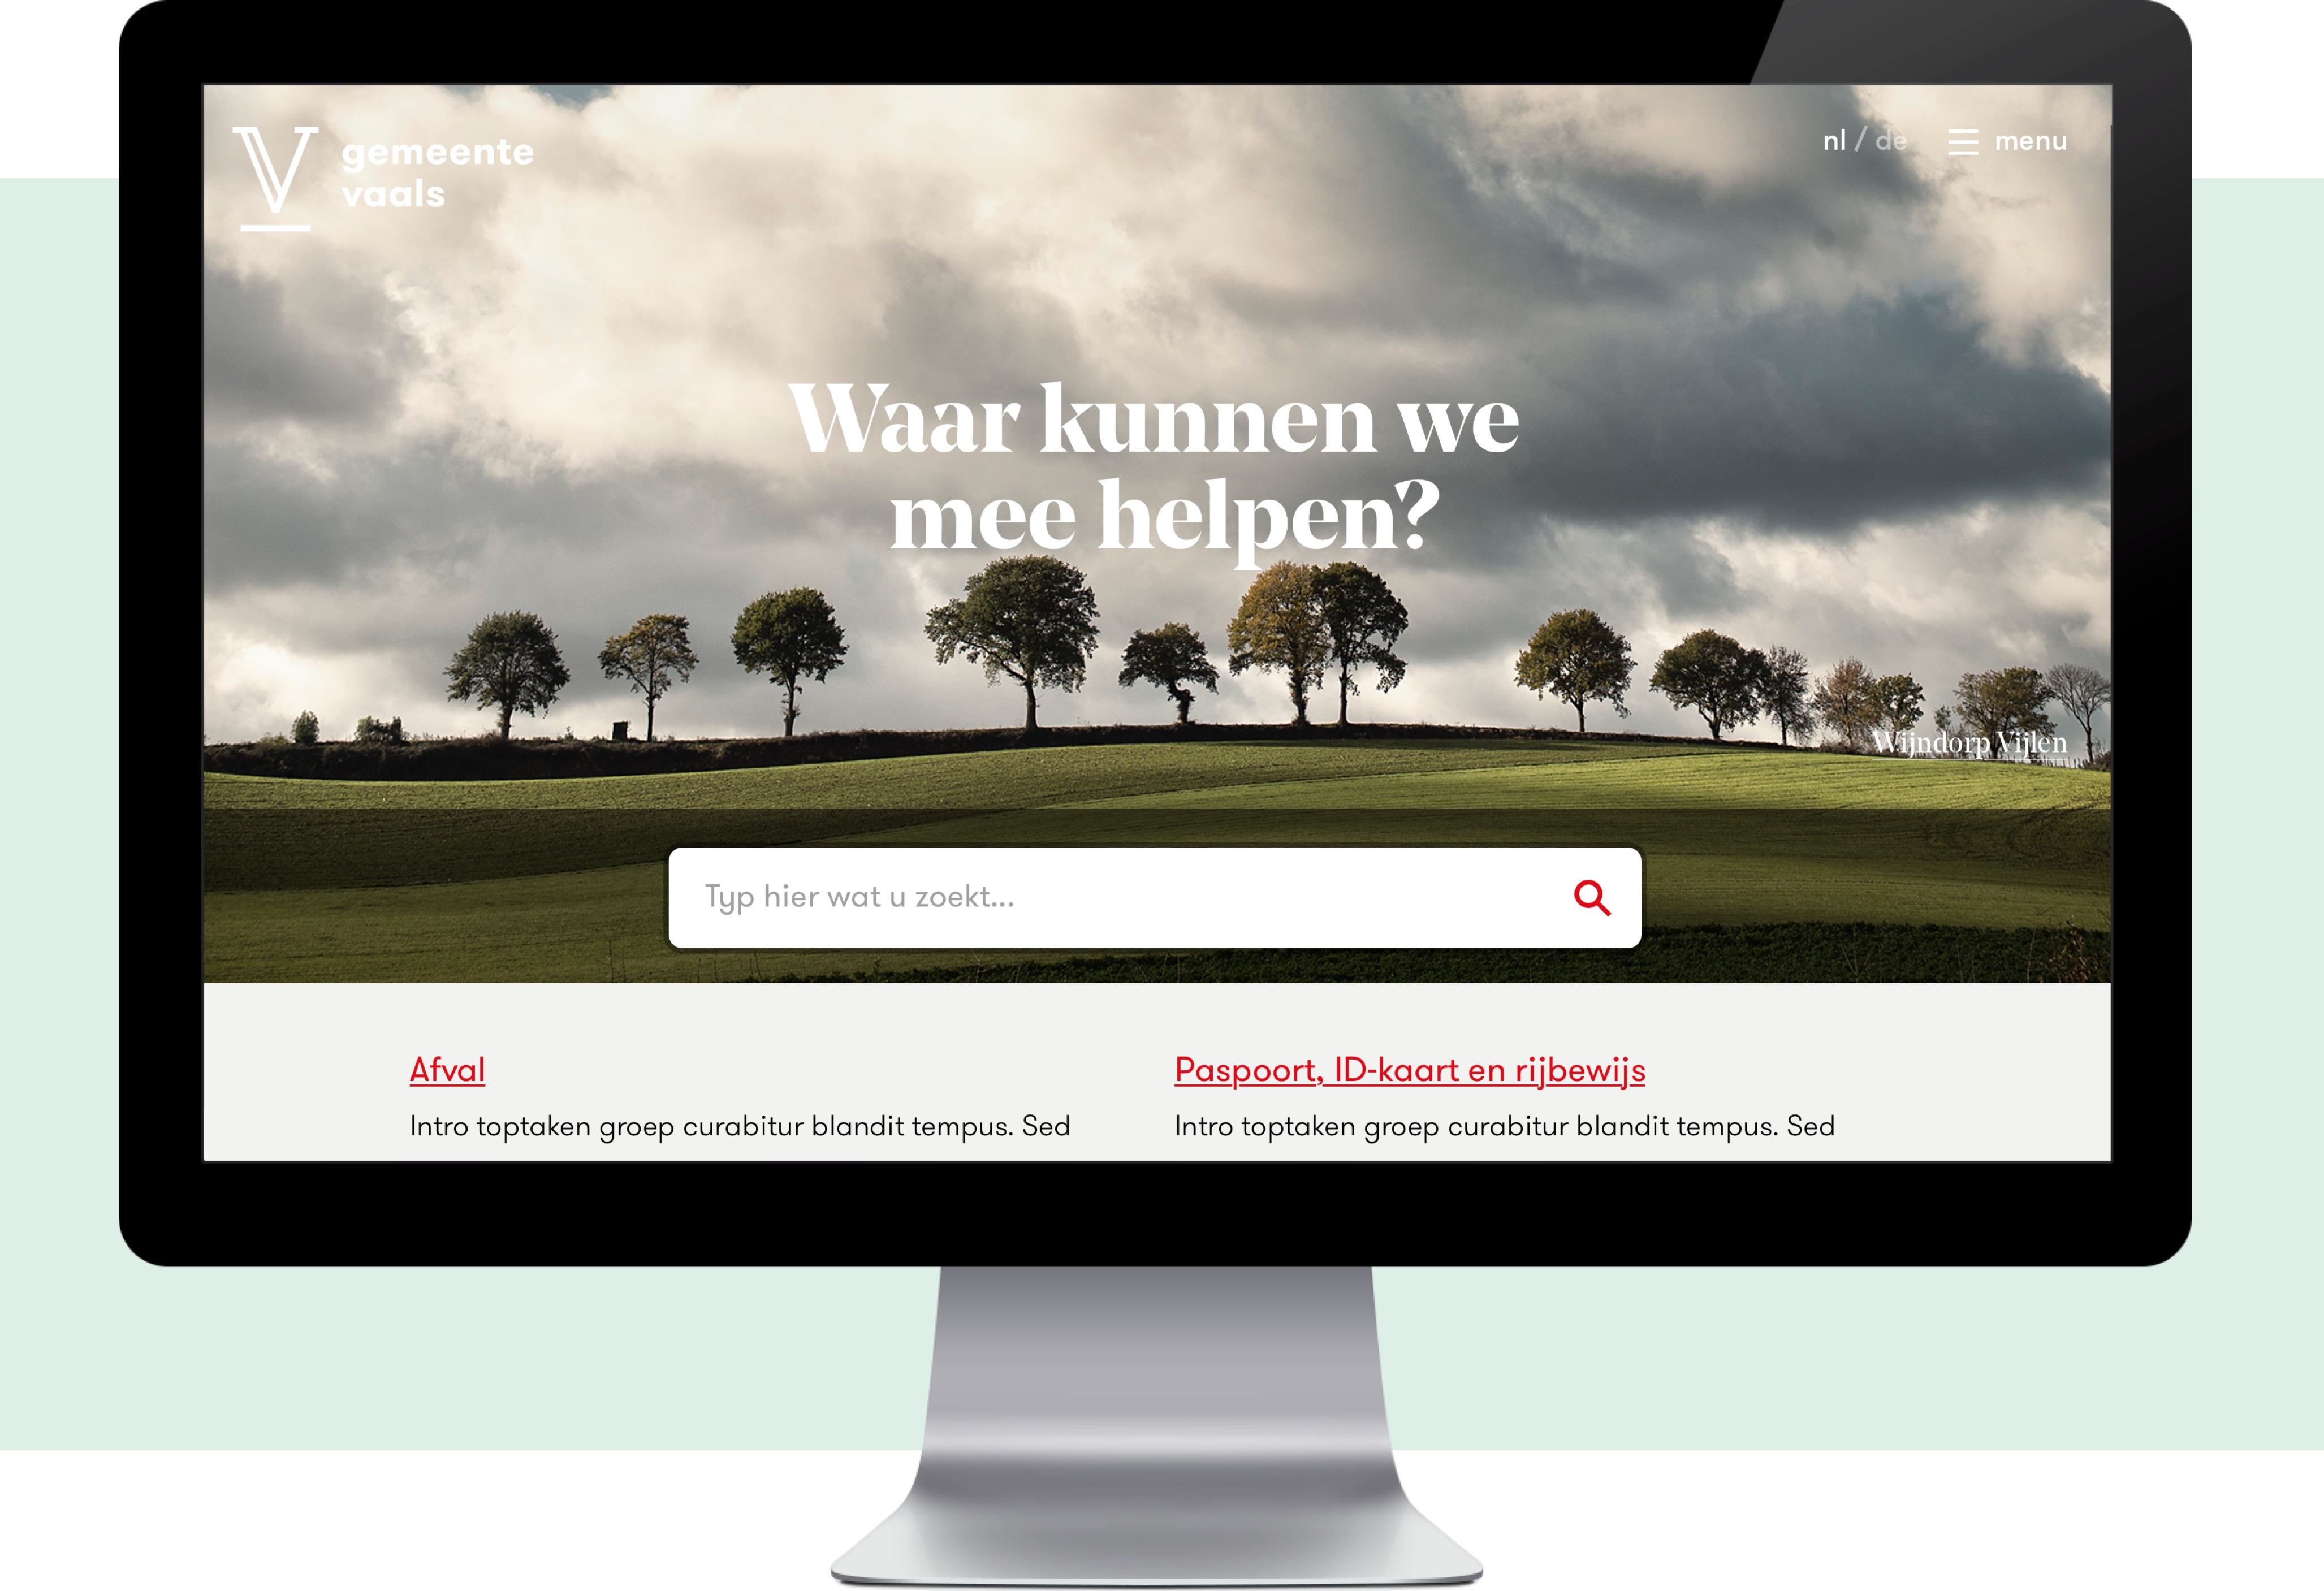 gemeente
vaals
nl / de
menu
Waar kunnen we
mee helpen?
Wijndorp Vijlen
Typ hier wat u zoekt...
Afval
Paspoort, ID-kaart en rijbewijs
Intro toptaken groep curabitur blandit tempus. Sed
Intro toptaken groep curabitur blandit tempus. Sed